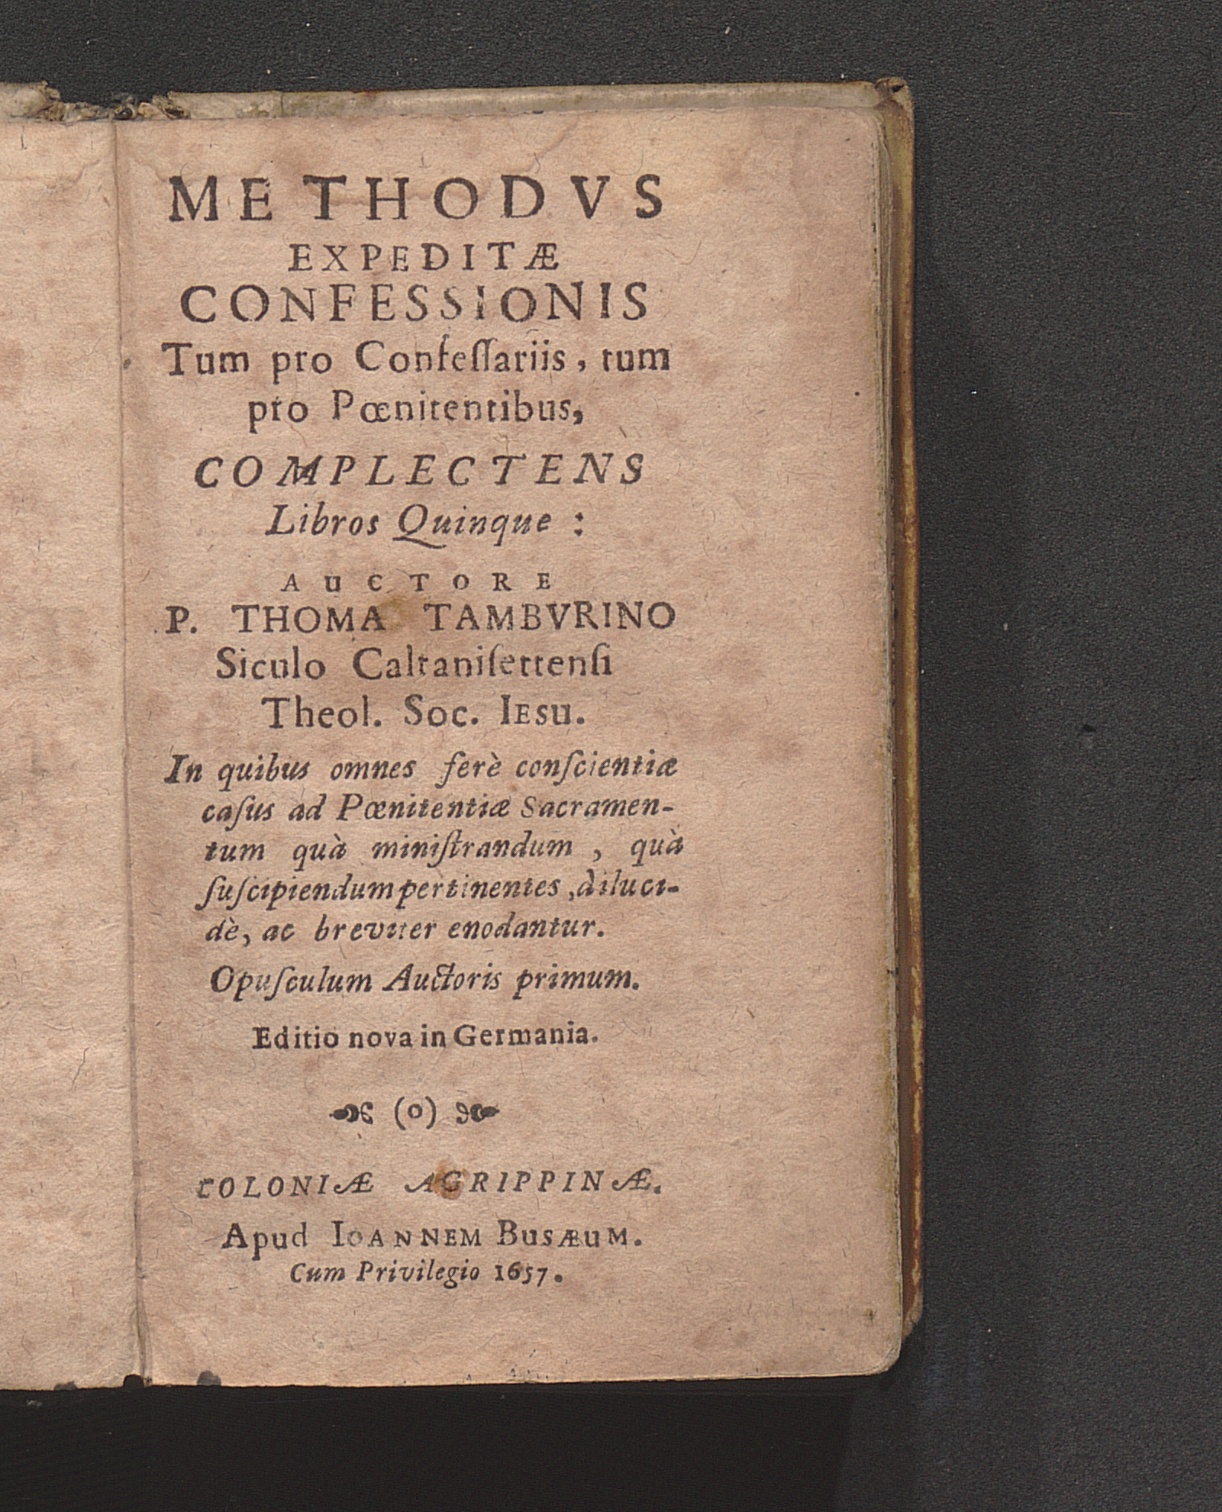 METHODVS
EXPEDITÆ
CONFESSIONIS
Tum pro Confeſſariis, tum
pro Pœnitentibus,
COMPLECTENS
Libros Quinque :
AUCTORE
P. THOMA TAMBVRINO
Siculo Caltaniſettenſi
Theol. Soc. IESU.
In quibus omnes ferè conſcientiæ
caſus ad Pœnitentiæ Sacramen-
tum quà miniſtrandum , quà
ſuſcipiendum pertinentes , diluci-
dè, ac breviter enodantur.
Opuſculum Auctoris primum.
Editio nova in Germania.
(o)
COLONIÆ AGRIPPINÆ.
Apud IOANNEM BUSÆUM.
Cum Privilegio 1657.